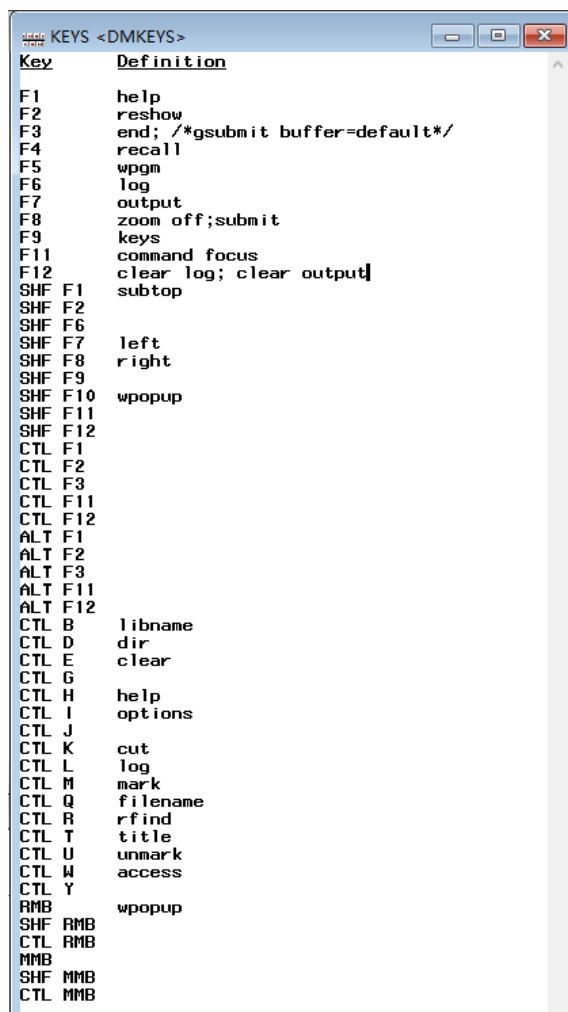 KEYS <DMKEYS>
Key Definition
F1 help
F2 reshow
F3 end; /*gsubmit buffer=default*/
F4 recall
F5 wpgm
F6 log
F7 output
F8 zoom off;submit
F9 keys
F11 command focus
F12 clear log; clear output
SHF F1 subtop
SHF F2
SHF F6
SHF F7 left
SHF F8 right
SHF F9
SHF F10 wpopup
SHF F11
SHF F12
CTL F1
CTL F2
CTL F3
CTL F11
CTL F12
ALT F1
ALT F2
ALT F3
ALT F11
ALT F12
CTL B libname
CTL D dir
CTL E clear
CTL G
CTL H help
CTL I options
CTL J
CTL K cut
CTL L log
CTL M mark
CTL Q filename
CTL R rfind
CTL T title
CTL U unmark
CTL W access
CTL Y
RMB wpopup
SHF RMB
CTL RMB
MMB
SHF MMB
CTL MMB